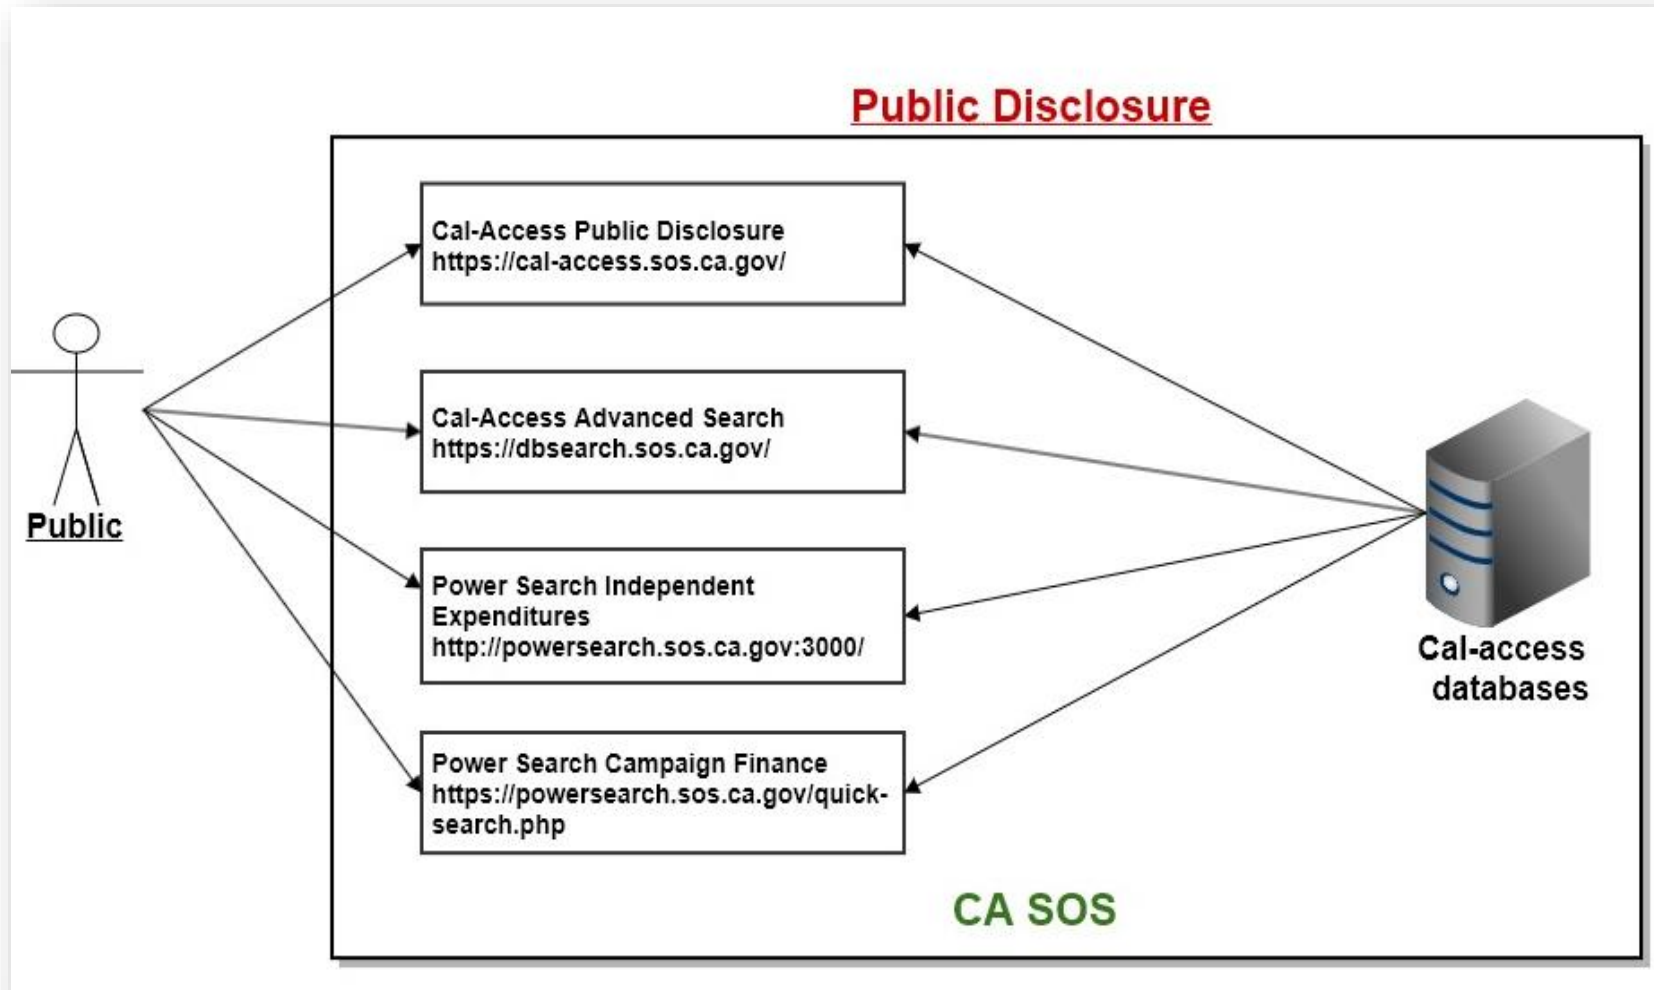 Public Disclosure
Cal-Access Public Disclosure
https://cal-access.sos.ca.gov/
Cal-Access Advanced Search
https://dbsearch.sos.ca.gov/
Public
Power Search Independent
Expenditures
http://powersearch.sos.ca.gov:3000/
Cal-access
databases
Power Search Campaign Finance
https://powersearch.sos.ca.gov/quick-
search.php
CA SOS